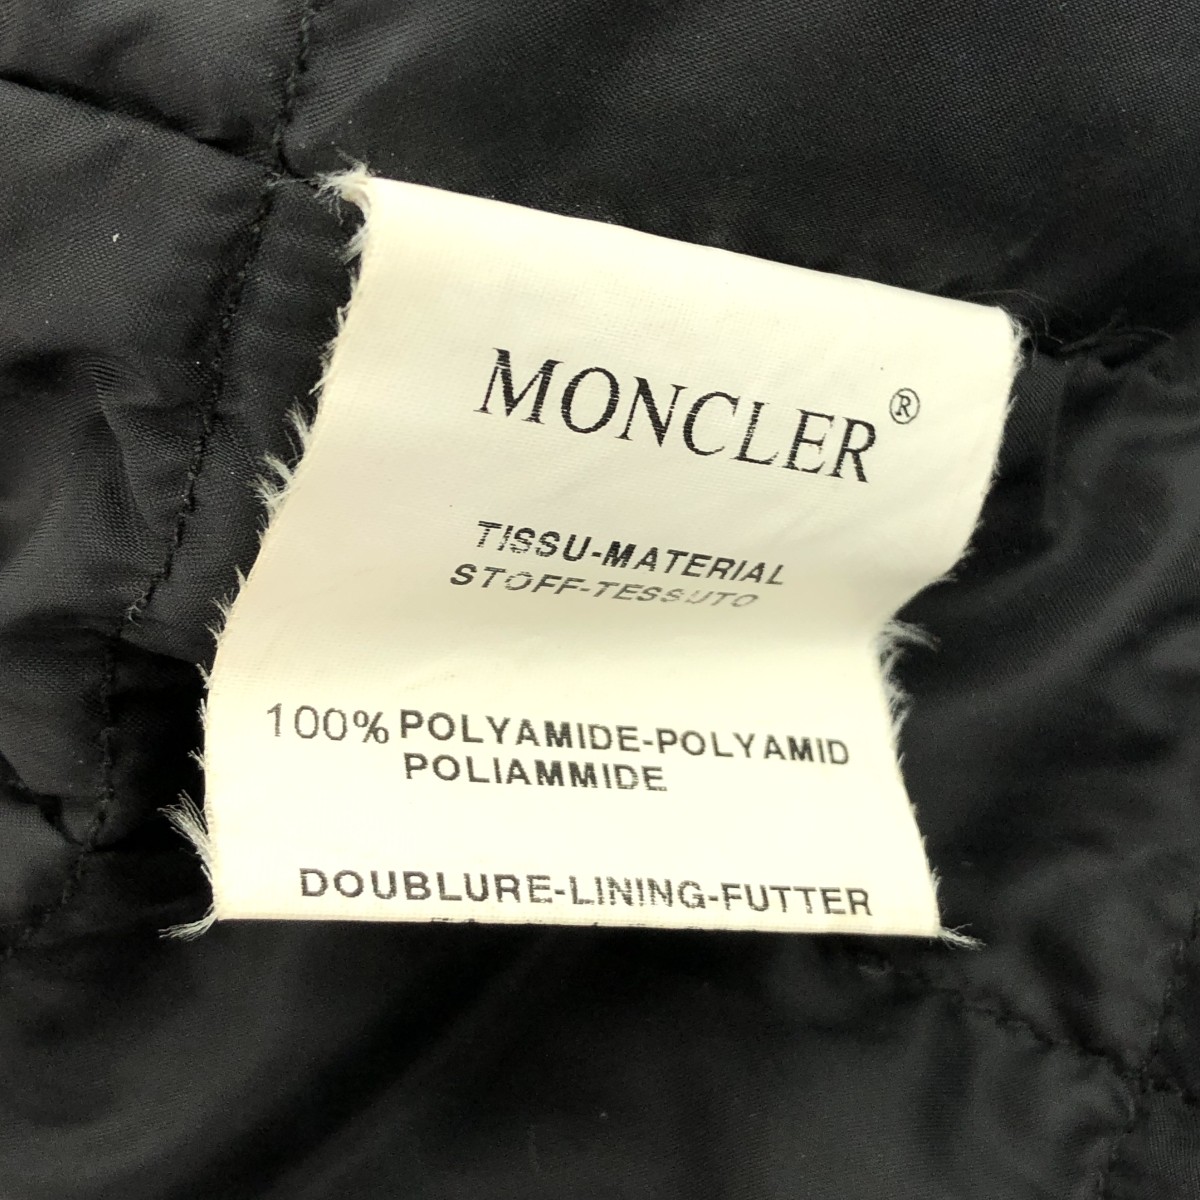 MONCLER®
TISSU-MATERIAL
STOFF-TESSUTO
100% POLYAMIDE-POLYAMID
POLIAMMIDE
DOUBLURE-LINING-FUTTER